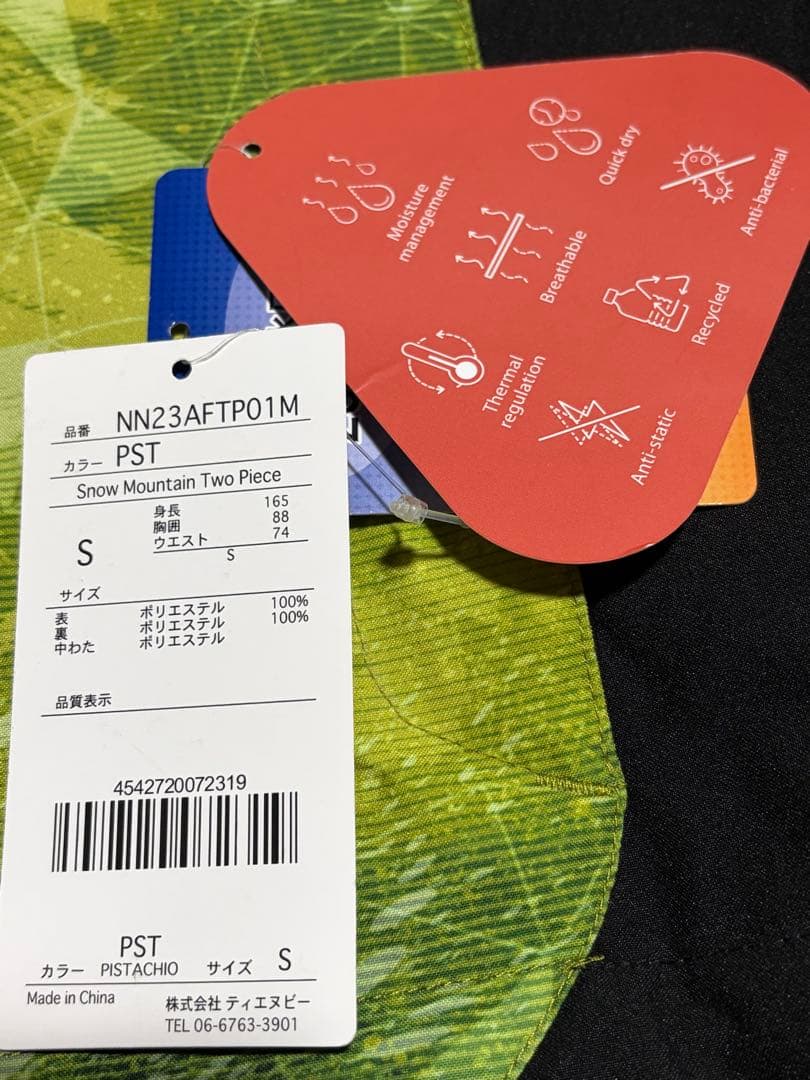 Moisture
management
Quick dry
Anti-bacterial
Breathable
Recycled
Thermal
regulation
Anti-static
品番 NN23AFTP01M
カラー PST
Snow Mountain Two Piece
S
身長 165
胸囲 88
ウエスト 74
S
サイズ
表 ポリエステル 100%
裏 ポリエステル 100%
中わた ポリエステル
品質表示
4542720072319
PST
カラー PISTACHIO サイズ S
Made in China
株式会社 ティエヌビー
TEL 06-6763-3901